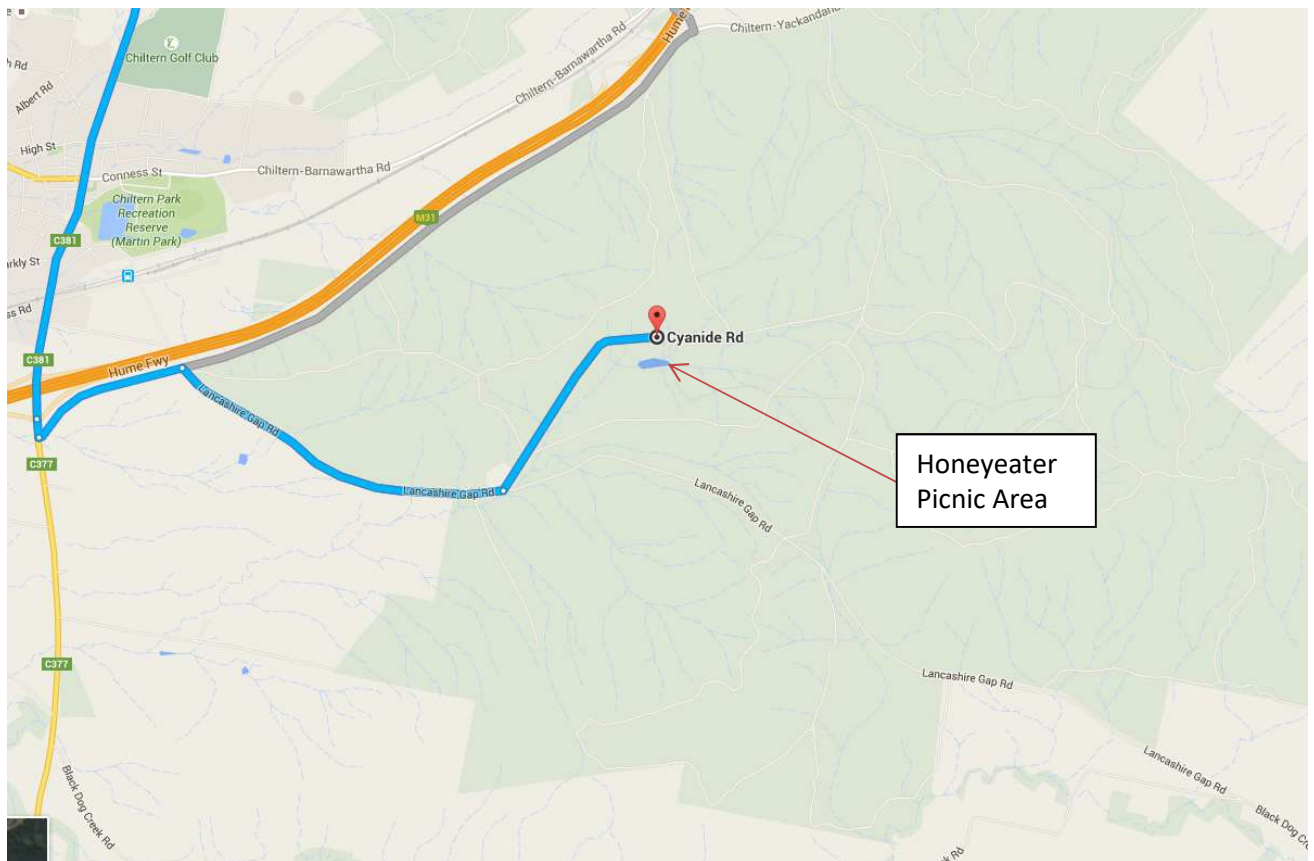 Chiltern Golf Club
Albert Rd
High St
Conness St
Chiltern-Barnawartha Rd
Chiltern-Barnawartha Rd
Chiltern-Yackandand
Hume
Chiltern Park
Recreation
Reserve
(Martin Park)
C381
M31
arkly St
ss Rd
C381
Hume Fwy
Cyanide Rd
Lancashire Gap Rd
Lancashire Gap Rd
Lancashire Gap Rd
Honeyeater
Picnic Area
C377
C377
Lancashire Gap Rd
Lancashire Gap Rd
Black Dog Creek Rd
Black Dog